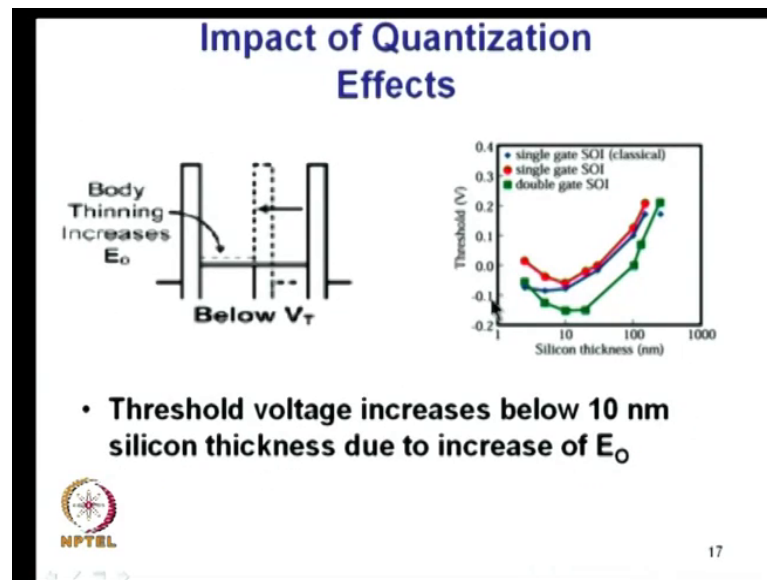 Impact of Quantization
Effects
Body
Thinning
Increases
E₀
Below V_T
0.4
0.3
0.2
0.1
0.0
-0.1
-0.2
Threshold (V)
single gate SOI (classical)
single gate SOI
double gate SOI
1
10
100
1000
Silicon thickness (nm)
• Threshold voltage increases below 10 nm
silicon thickness due to increase of E_O
NPTEL
17